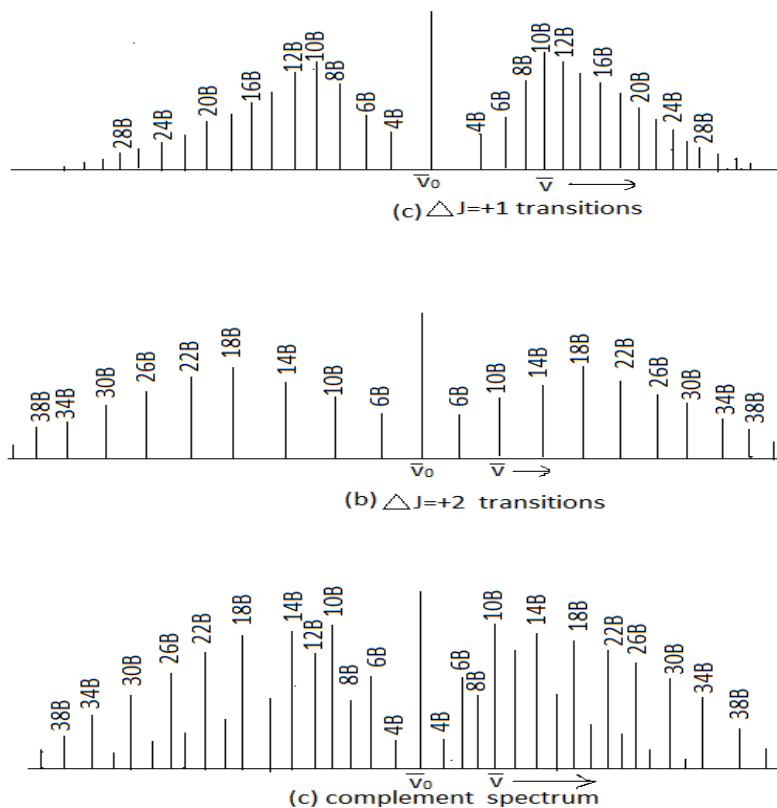 28B 24B 20B 16B 12B 10B 8B 6B 4B 4B 6B 8B 10B 12B 16B 20B 24B 28B
v̅₀ v̅
(c) △ J=+1 transitions
38B 34B 30B 26B 22B 18B 14B 10B 6B 6B 10B 14B 18B 22B 26B 30B 34B 38B
v̅₀ v̅
(b) △ J=+2 transitions
38B 34B 30B 26B 22B 18B 14B 12B 10B 8B 6B 4B 4B 6B 8B 10B 14B 18B 22B 26B 30B 34B 38B
v̅₀ v̅
(c) complement spectrum